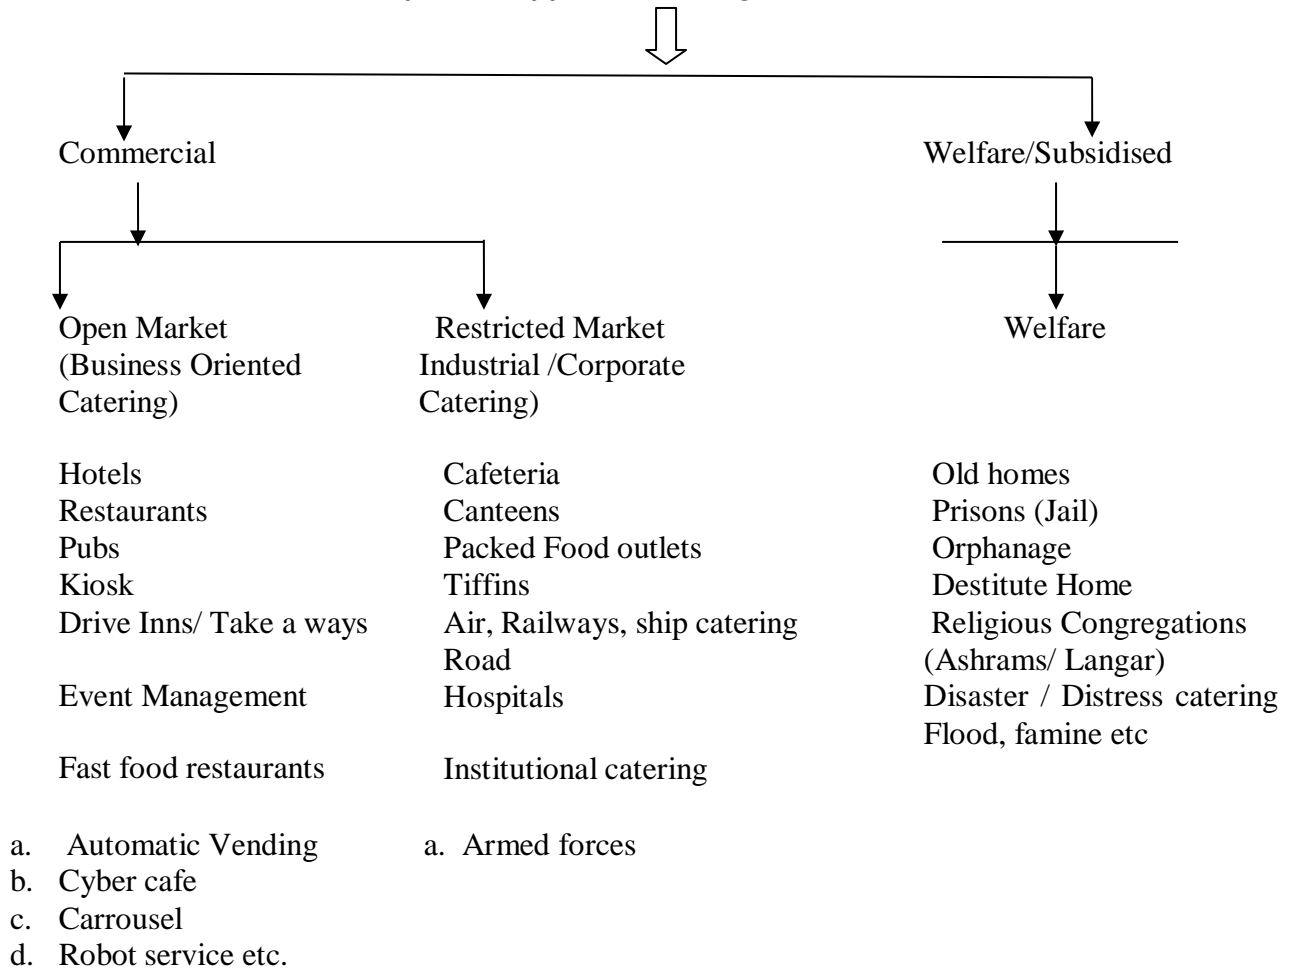 Commercial
Welfare/Subsidised
Open Market
(Business Oriented
Catering)
Restricted Market
Industrial /Corporate
Catering)
Welfare
Hotels
Restaurants
Pubs
Kiosk
Drive Inns/ Take a ways
Event Management
Fast food restaurants
a. Automatic Vending
b. Cyber cafe
c. Carrousel
d. Robot service etc.
Cafeteria
Canteens
Packed Food outlets
Tiffins
Air, Railways, ship catering
Road
Hospitals
Institutional catering
a. Armed forces
Old homes
Prisons (Jail)
Orphanage
Destitute Home
Religious Congregations
(Ashrams/ Langar)
Disaster / Distress catering
Flood, famine etc